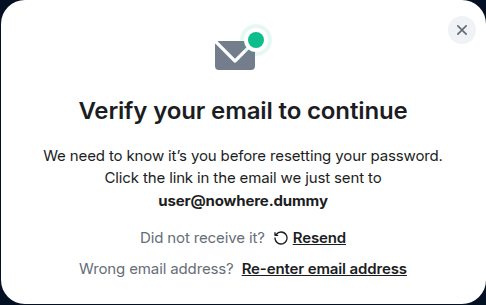 Verify your email to continue
We need to know it’s you before resetting your password.
Click the link in the email we just sent to
user@nowhere.dummy
Did not receive it? Resend
Wrong email address? Re-enter email address